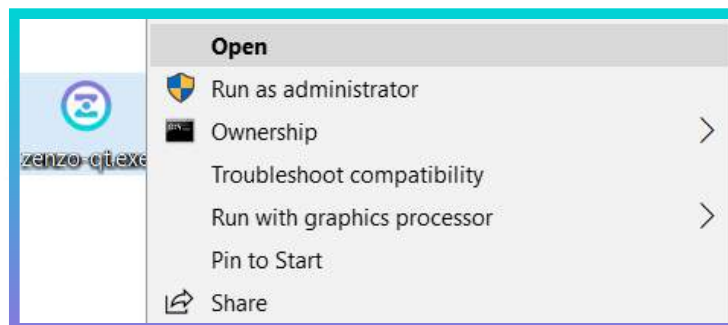 Open
Run as administrator
Ownership
Troubleshoot compatibility
Run with graphics processor
Pin to Start
Share
zenzo-qt.exe